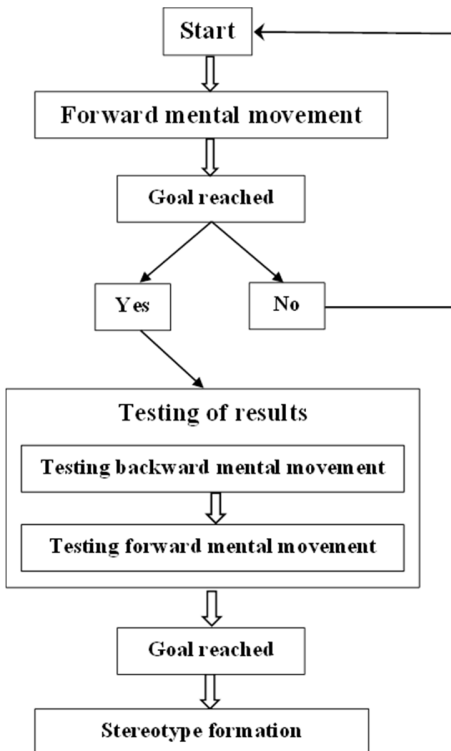 Start
Forward mental movement
Goal reached
Yes
No
Testing of results
Testing backward mental movement
Testing forward mental movement
Goal reached
Stereotype formation